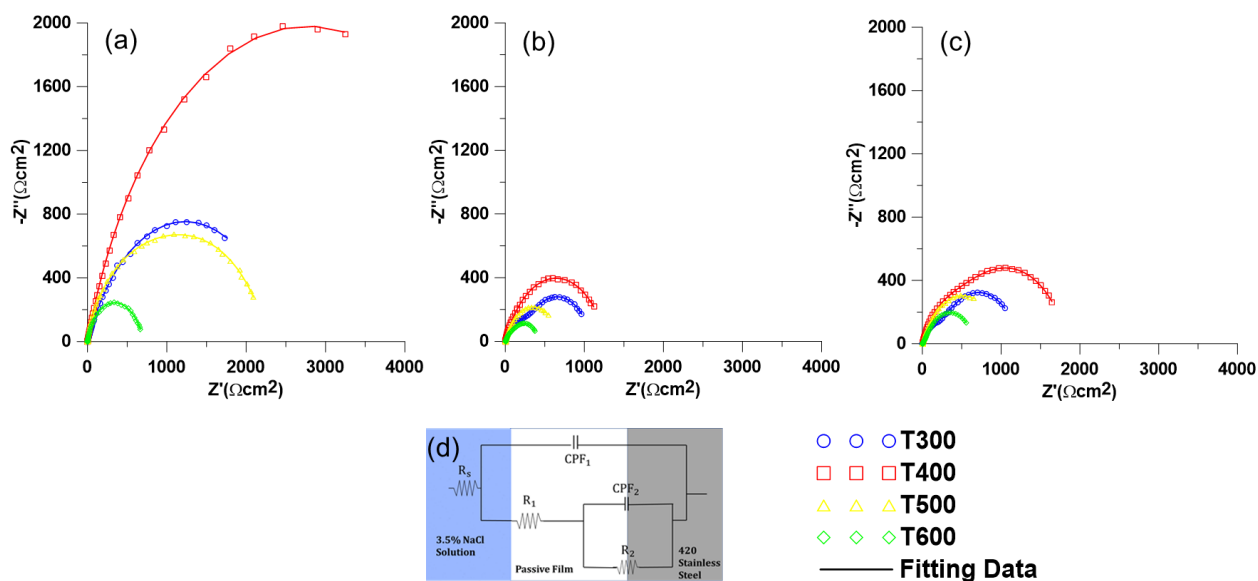 (a)
2000
1600
1200
800
400
0
-Z''(Ωcm2)
0 1000 2000 3000 4000
Z'(Ωcm2)
(b)
2000
1600
1200
800
400
0
-Z''(Ωcm2)
0 1000 2000 3000 4000
Z'(Ωcm2)
(c)
2000
1600
1200
800
400
0
-Z''(Ωcm2)
0 1000 2000 3000 4000
Z'(Ωcm2)
(d)
CPF1
Rs
CPF2
R1
R2
3.5% NaCl
Solution
Passive Film
420
Stainless
Steel
T300
T400
T500
T600
Fitting Data